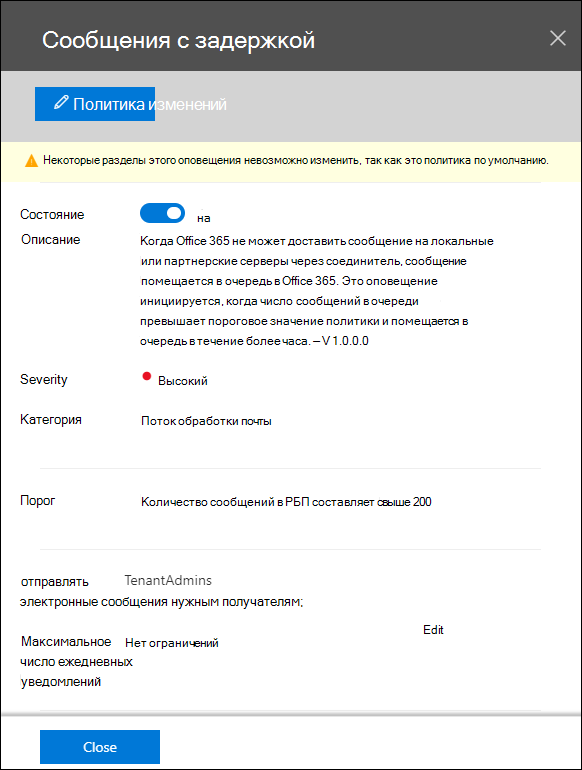 Сообщения с задержкой
Политика изменений
Некоторые разделы этого оповещения невозможно изменить, так как это политика по умолчанию.
Состояние
на
Описание
Когда Office 365 не может доставить сообщение на локальные
или партнерские серверы через соединитель, сообщение
помещается в очередь в Office 365. Это оповещение
инициируется, когда число сообщений в очереди
превышает пороговое значение политики и помещается в
очередь в течение более часа. – V 1.0.0.0
Severity
Высокий
Категория
Поток обработки почты
Порог
Количество сообщений в РБП составляет свыше 200
отправлять TenantAdmins
электронные сообщения нужным получателям;
Edit
Максимальное Нет ограничений
число ежедневных
уведомлений
Close